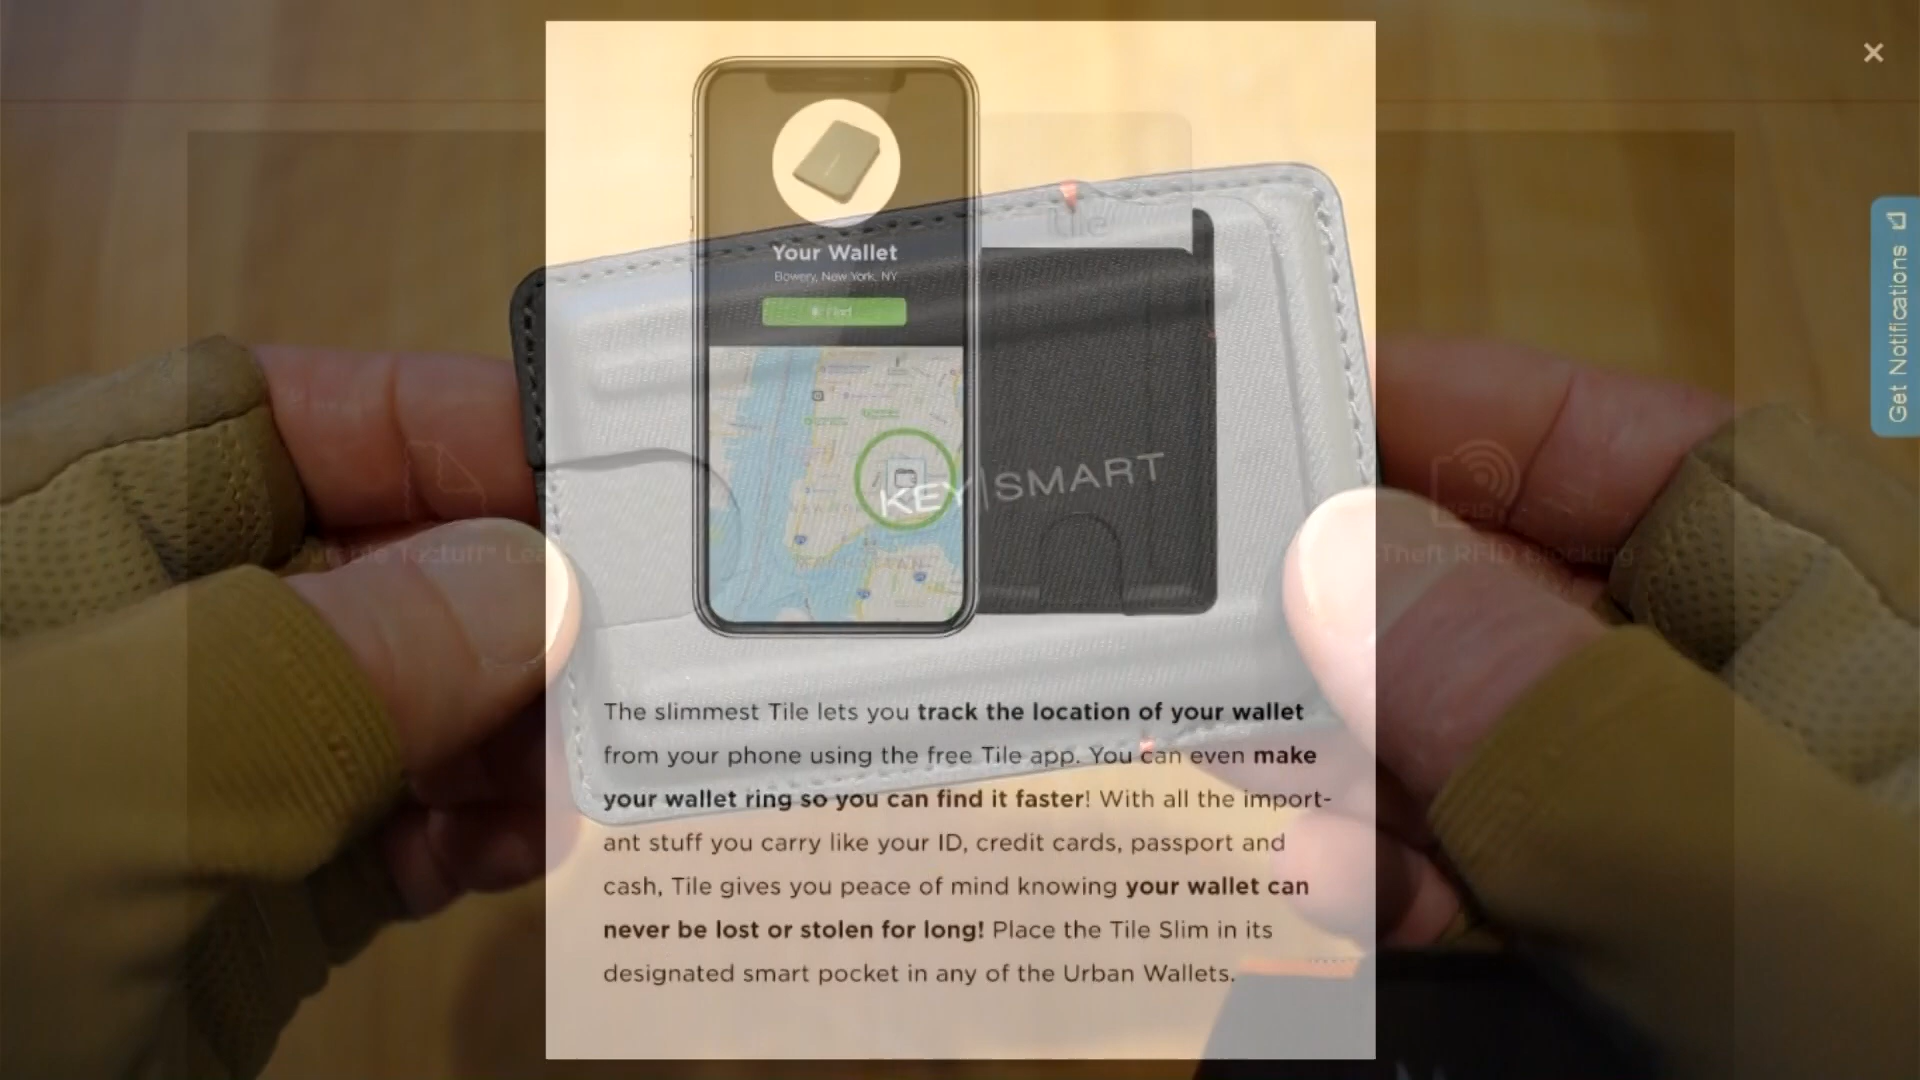 Your Wallet
Bowery, New York, NY
Find
tile
KEY|SMART
Get Notifications
Theft RFID Blocking
The slimmest Tile lets you track the location of your wallet
from your phone using the free Tile app. You can even make
your wallet ring so you can find it faster! With all the import-
ant stuff you carry like your ID, credit cards, passport and
cash, Tile gives you peace of mind knowing your wallet can
never be lost or stolen for long! Place the Tile Slim in its
designated smart pocket in any of the Urban Wallets.